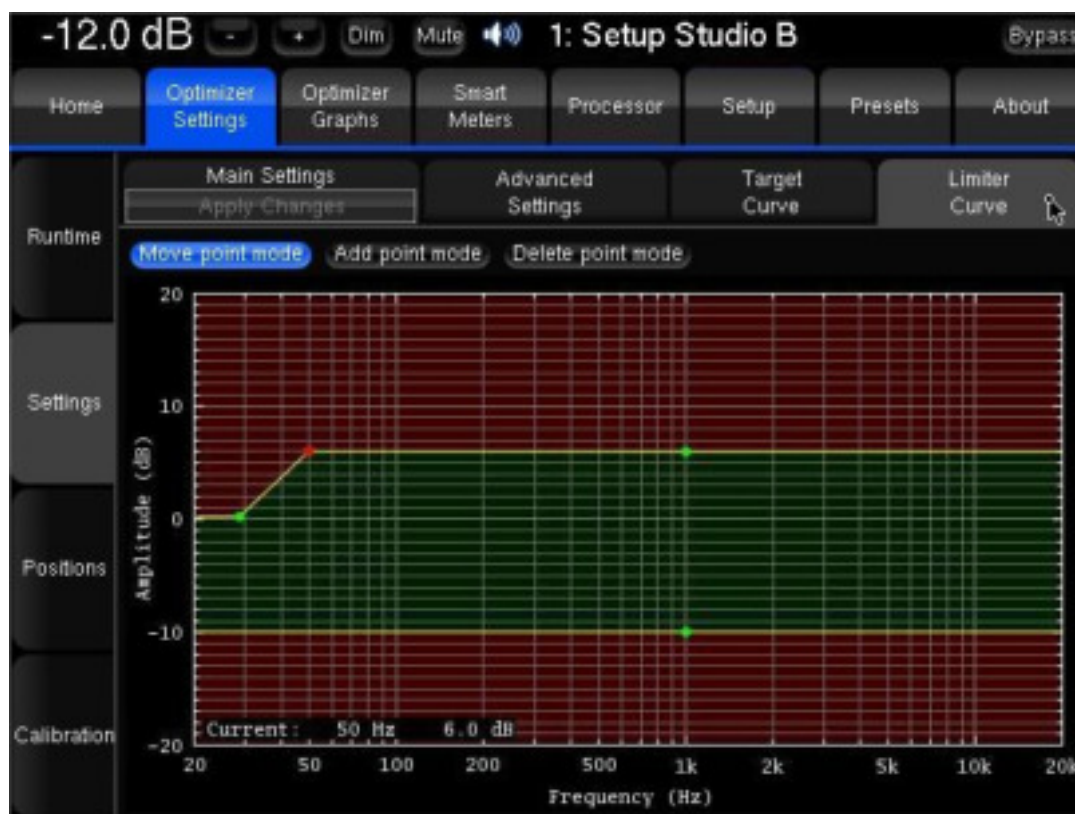 -12.0 dB - + Dim Mute 1: Setup Studio B Bypass
Home Optimizer Settings Optimizer Graphs Smart Meters Processor Setup Presets About
Runtime
Settings
Positions
Calibration
Main Settings
Apply Changes
Advanced Settings
Target Curve
Limiter Curve
Move point mode Add point mode Delete point mode
Amplitude (dB)
20
10
0
-10
-20
Current: 50 Hz 6.0 dB
20 50 100 200 500 1k 2k 5k 10k 20k
Frequency (Hz)